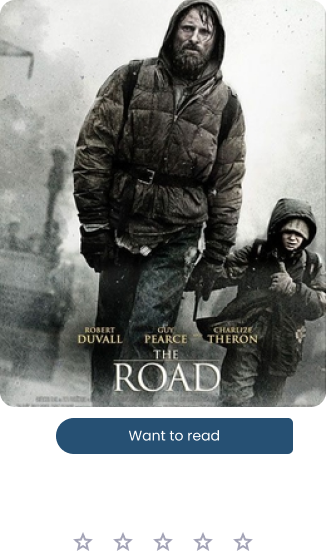 ROBERT DUVALL
GUY PEARCE
CHARLIZE THERON
THE
ROAD
Want to read